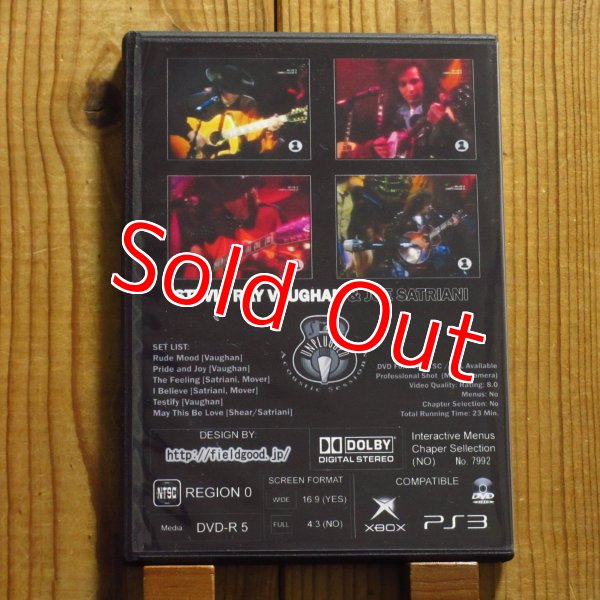 STEVIE RAY VAUGHAN & JOE SATRIANI
Sold Out
UNPLUGGED
Acoustic Session
SET LIST:
Rude Mood [Vaughan]
Pride and Joy [Vaughan]
The Feeling [Satriani, Mover]
I Believe [Satriani, Mover]
Testify [Vaughan]
May This Be Love [Shear/Satriani]
Available
Professional Shot
Video Quality: Rating: 8.0
Menus: No
Chapter Selection: No
Total Running Time: 23 Min.
DESIGN BY:
http://fieldgood.jp/
DOLBY
DIGITAL STEREO
Interactive Menus
Chaper Sellection
(NO) No. 7992
NTSC REGION 0
Media DVD-R 5
SCREEN FORMAT
WIDE 16.9 (YES)
FULL 4.3 (NO)
COMPATIBLE
DVD
VIDEO
XBOX PS3